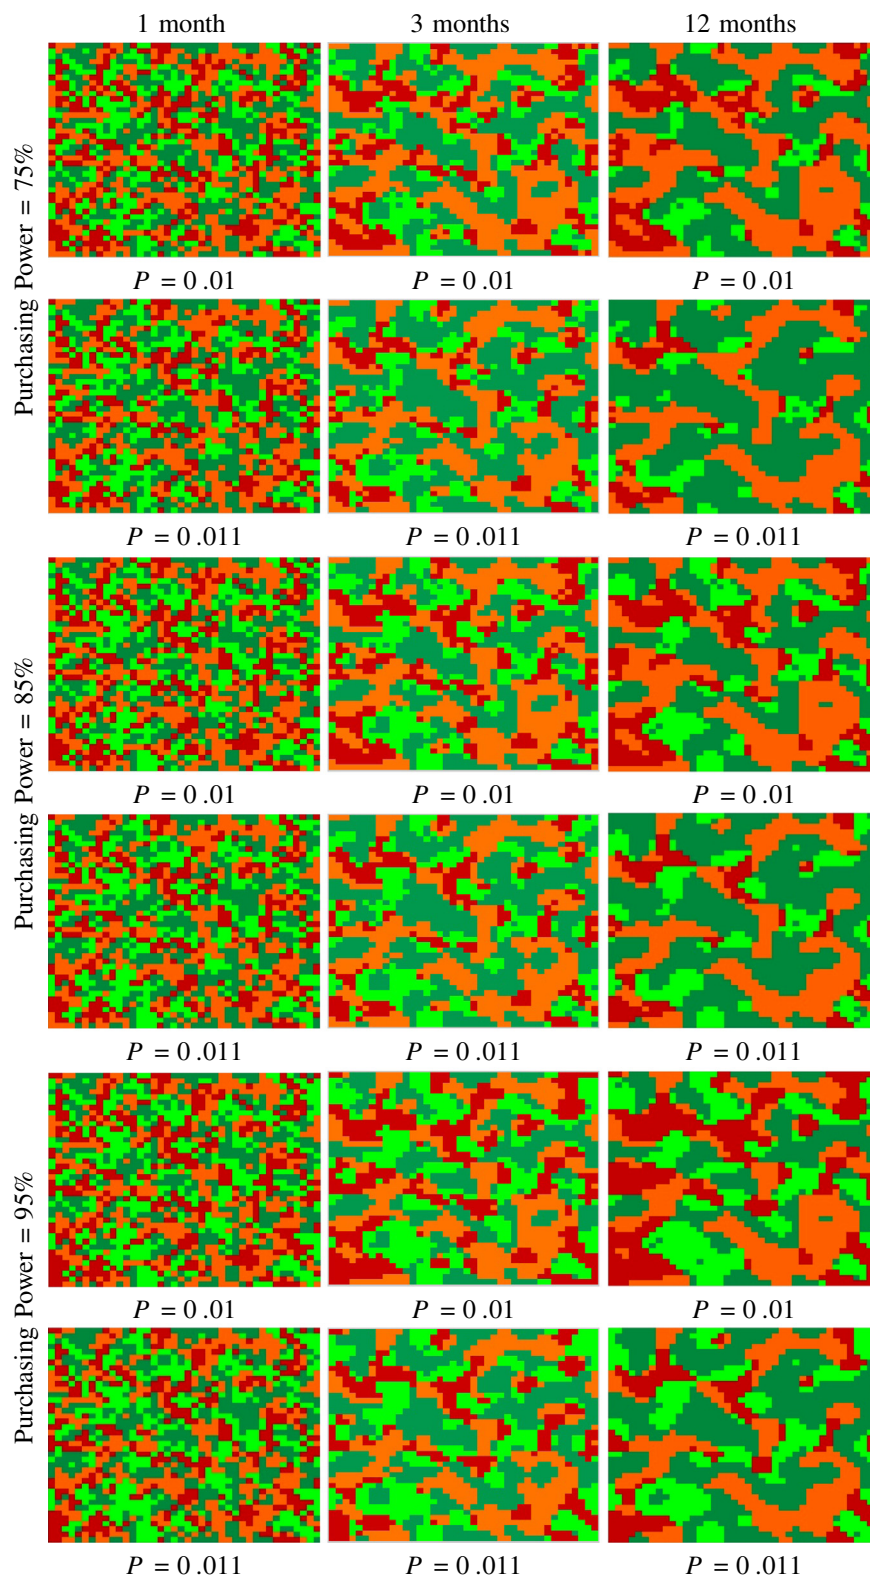 1 month 3 months 12 months
Purchasing Power = 75%
P = 0.01 P = 0.01 P = 0.01
P = 0.011 P = 0.011 P = 0.011
Purchasing Power = 85%
P = 0.01 P = 0.01 P = 0.01
P = 0.011 P = 0.011 P = 0.011
Purchasing Power = 95%
P = 0.01 P = 0.01 P = 0.01
P = 0.011 P = 0.011 P = 0.011